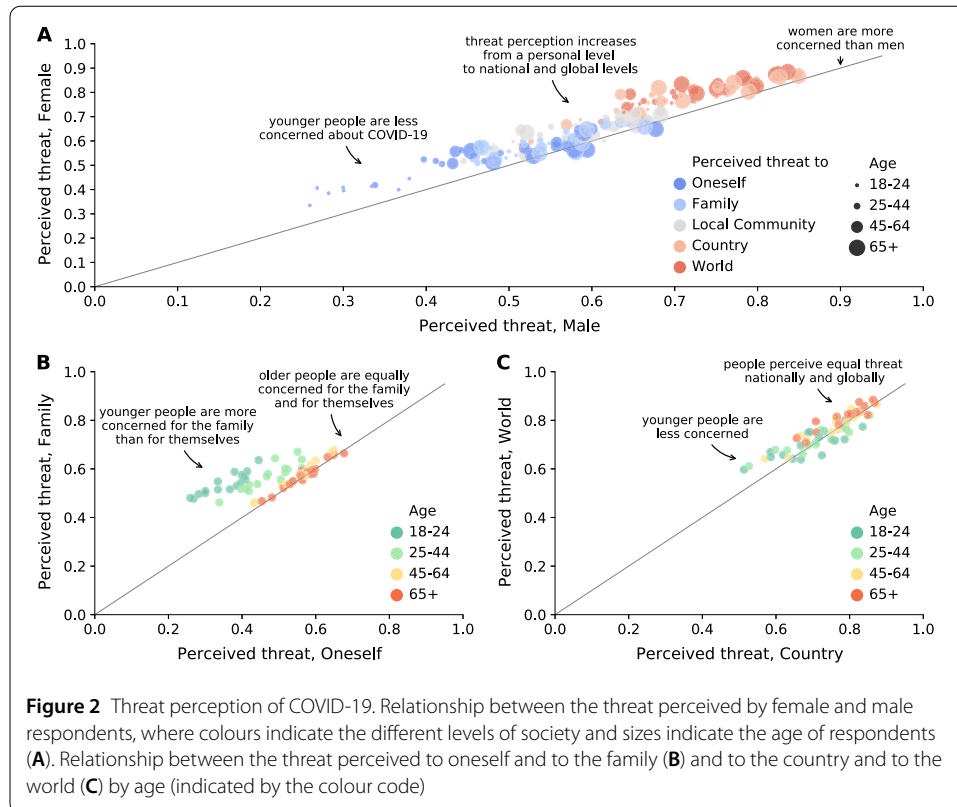 A
women are more
concerned than men
threat perception increases
from a personal level
to national and global levels
younger people are less
concerned about COVID-19
1.0
0.9
0.8
0.7
0.6
0.5
0.4
0.3
0.2
0.1
0.0
Perceived threat, Female
0.0 0.1 0.2 0.3 0.4 0.5 0.6 0.7 0.8 0.9 1.0
Perceived threat, Male
Perceived threat to
Oneself
Family
Local Community
Country
World
Age
18-24
25-44
45-64
65+
B
older people are equally
concerned for the family
and for themselves
younger people are more
concerned for the family
than for themselves
1.0
0.8
0.6
0.4
0.2
0.0
Perceived threat, Family
0.0 0.2 0.4 0.6 0.8 1.0
Perceived threat, Oneself
Age
18-24
25-44
45-64
65+
C
people perceive equal threat
nationally and globally
younger people are
less concerned
1.0
0.8
0.6
0.4
0.2
0.0
Perceived threat, World
0.0 0.2 0.4 0.6 0.8 1.0
Perceived threat, Country
Age
18-24
25-44
45-64
65+
Figure 2 Threat perception of COVID-19. Relationship between the threat perceived by female and male
respondents, where colours indicate the different levels of society and sizes indicate the age of respondents
(A). Relationship between the threat perceived to oneself and to the family (B) and to the country and to the
world (C) by age (indicated by the colour code)